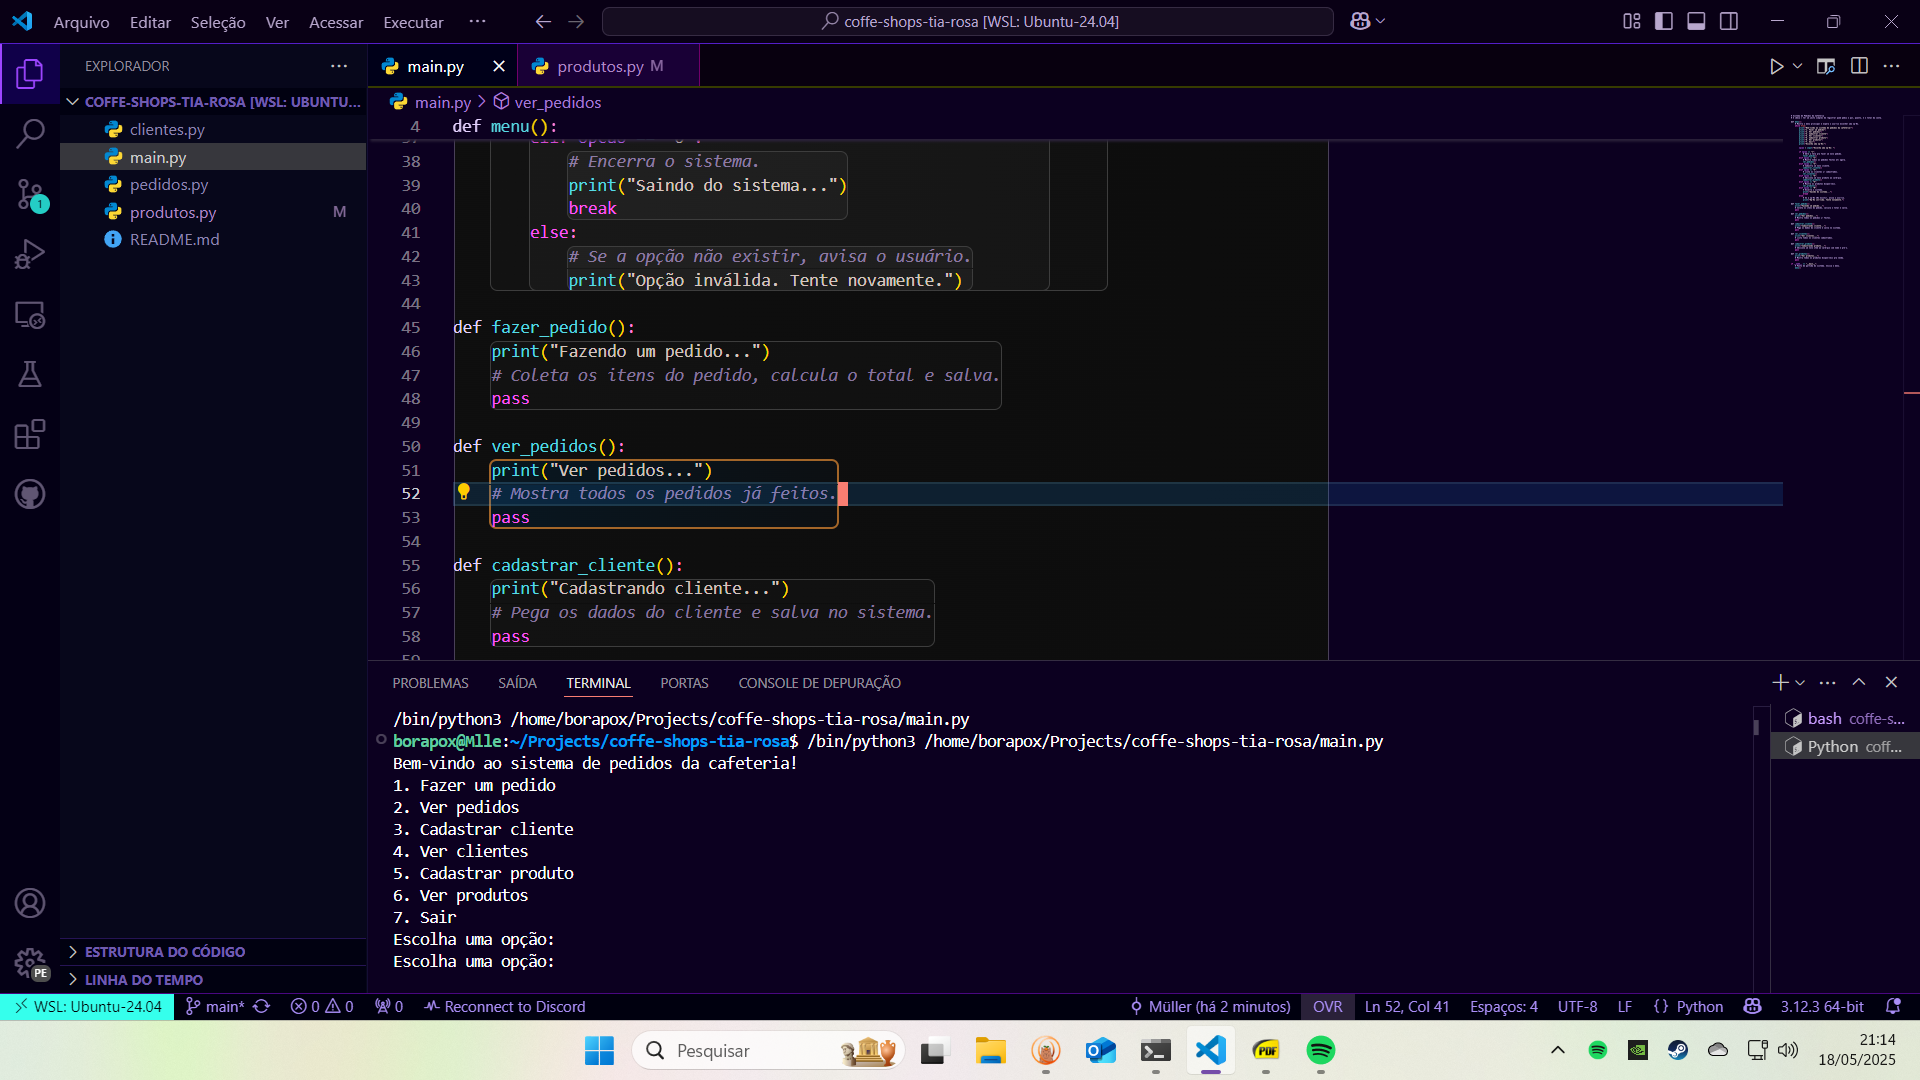 Arquivo Editar Seleção Ver Acessar Executar ···
coffe-shops-tia-rosa [WSL: Ubuntu-24.04]
EXPLORADOR
COFFE-SHOPS-TIA-ROSA [WSL: UBUNTU...
clientes.py
main.py
pedidos.py
produtos.py M
README.md
ESTRUTURA DO CÓDIGO
LINHA DO TEMPO
main.py
produtos.py M
main.py > ver_pedidos
4 def menu():
38 # Encerra o sistema.
39 print("Saindo do sistema...")
40 break
41 else:
42 # Se a opção não existir, avisa o usuário.
43 print("Opção inválida. Tente novamente.")
44
45 def fazer_pedido():
46 print("Fazendo um pedido...")
47 # Coleta os itens do pedido, calcula o total e salva.
48 pass
49
50 def ver_pedidos():
51 print("Ver pedidos...")
52 # Mostra todos os pedidos já feitos.
53 pass
54
55 def cadastrar_cliente():
56 print("Cadastrando cliente...")
57 # Pega os dados do cliente e salva no sistema.
58 pass
59
PROBLEMAS SAÍDA TERMINAL PORTAS CONSOLE DE DEPURAÇÃO
/bin/python3 /home/borapox/Projects/coffe-shops-tia-rosa/main.py
borapox@Mlle:~/Projects/coffe-shops-tia-rosa$ /bin/python3 /home/borapox/Projects/coffe-shops-tia-rosa/main.py
Bem-vindo ao sistema de pedidos da cafeteria!
1. Fazer um pedido
2. Ver pedidos
3. Cadastrar cliente
4. Ver clientes
5. Cadastrar produto
6. Ver produtos
7. Sair
Escolha uma opção:
Escolha uma opção:
bash coffe-s...
Python coff...
1
PE
WSL: Ubuntu-24.04 main* 0 0 0 Reconnect to Discord Müller (há 2 minutos) OVR Ln 52, Col 41 Espaços: 4 UTF-8 LF {} Python 3.12.3 64-bit
Pesquisar
PDF
21:14
18/05/2025